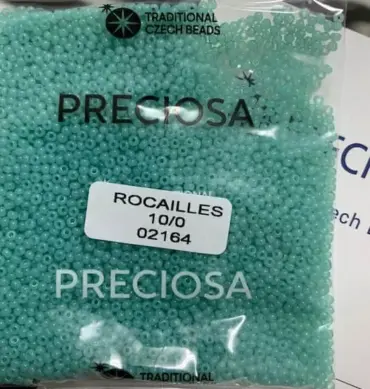 TRADITIONAL
CZECH BEADS
PRECIOSA
ROCAILLES
10/0
02164
PRECIOSA
TRADITIONAL